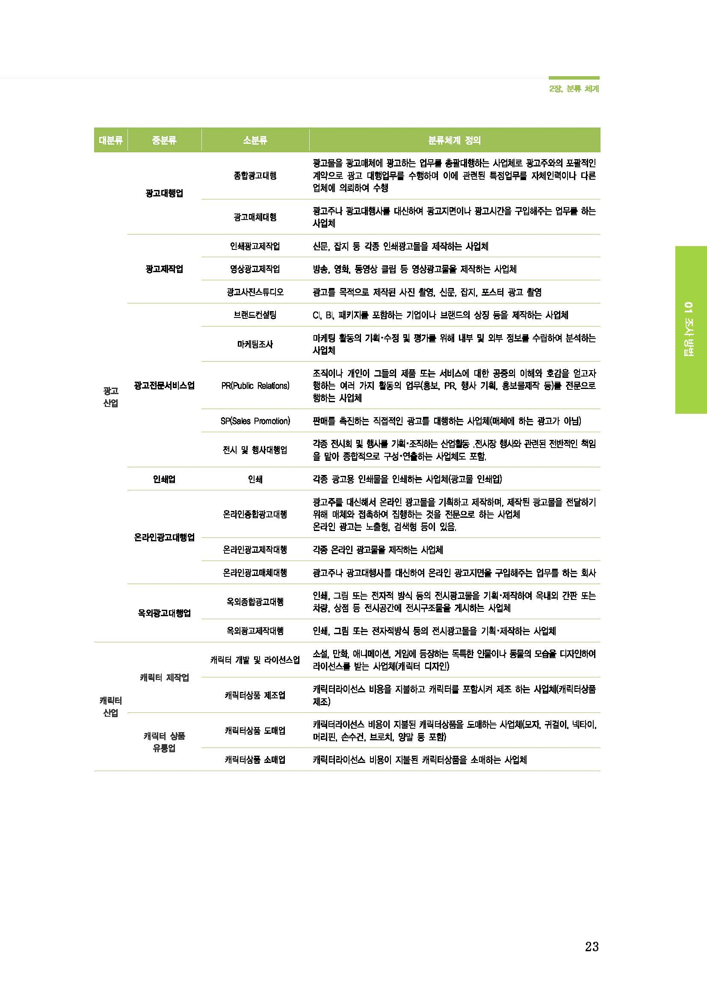 2장. 분류 체계
대분류 중분류 소분류 분류체계 정의
광고
산업
광고대행업
종합광고대행
광고물을 광고매체에 광고하는 업무를 총괄대행하는 사업체로 광고주와의 포괄적인
계약으로 광고 대행업무를 수행하며 이에 관련된 특정업무를 자체인력이나 다른
업체에 의뢰하여 수행
광고매체대행
광고주나 광고대행사를 대신하여 광고지면이나 광고시간을 구입해주는 업무를 하는
사업체
광고제작업
인쇄광고제작업 신문, 잡지 등 각종 인쇄광고물을 제작하는 사업체
영상광고제작업 방송, 영화, 동영상 클립 등 영상광고물을 제작하는 사업체
광고사진스튜디오 광고를 목적으로 제작된 사진 촬영, 신문, 잡지, 포스터 광고 촬영
광고전문서비스업
브랜드컨설팅 CI, BI, 패키지를 포함하는 기업이나 브랜드의 상징 등을 제작하는 사업체
마케팅조사
마케팅 활동의 기획·수정 및 평가를 위해 내부 및 외부 정보를 수립하여 분석하는
사업체
PR(Public Relations)
조직이나 개인이 그들의 제품 또는 서비스에 대한 공중의 이해와 호감을 얻고자
행하는 여러 가지 활동의 업무(홍보, PR, 행사 기획, 홍보물제작 등)를 전문으로
행하는 사업체
SP(Sales Promotion) 판매를 촉진하는 직접적인 광고를 대행하는 사업체(매체에 하는 광고가 아님)
전시 및 행사대행업
각종 전시회 및 행사를 기획·조직하는 산업활동 ,전시장 행사와 관련된 전반적인 책임
을 맡아 종합적으로 구성·연출하는 사업체도 포함.
인쇄업 인쇄 각종 광고용 인쇄물을 인쇄하는 사업체(광고물 인쇄업)
온라인광고대행업
온라인종합광고대행
광고주를 대신해서 온라인 광고물을 기획하고 제작하며, 제작된 광고물을 전달하기
위해 매체와 접촉하여 집행하는 것을 전문으로 하는 사업체
온라인 광고는 노출형, 검색형 등이 있음.
온라인광고제작대행 각종 온라인 광고물을 제작하는 사업체
온라인광고매체대행 광고주나 광고대행사를 대신하여 온라인 광고지면을 구입해주는 업무를 하는 회사
옥외광고대행업
옥외종합광고대행
인쇄, 그림 또는 전자적 방식 등의 전시광고물을 기획·제작하여 옥내외 간판 또는
차량, 상점 등 전시공간에 전시구조물을 게시하는 사업체
옥외광고제작대행 인쇄, 그림 또는 전자적방식 등의 전시광고물을 기획·제작하는 사업체
캐릭터
산업
캐릭터 제작업
캐릭터 개발 및 라이선스업
소설, 만화, 애니메이션, 게임에 등장하는 독특한 인물이나 동물의 모습을 디자인하여
라이선스를 받는 사업체(캐릭터 디자인)
캐릭터상품 제조업
캐릭터라이선스 비용을 지불하고 캐릭터를 포함시켜 제조 하는 사업체(캐릭터상품
제조)
캐릭터 상품
유통업
캐릭터상품 도매업
캐릭터라이선스 비용이 지불된 캐릭터상품을 도매하는 사업체(모자, 귀걸이, 넥타이,
머리핀, 손수건, 브로치, 양말 등 포함)
캐릭터상품 소매업 캐릭터라이선스 비용이 지불된 캐릭터상품을 소매하는 사업체
01 조사 방법
23